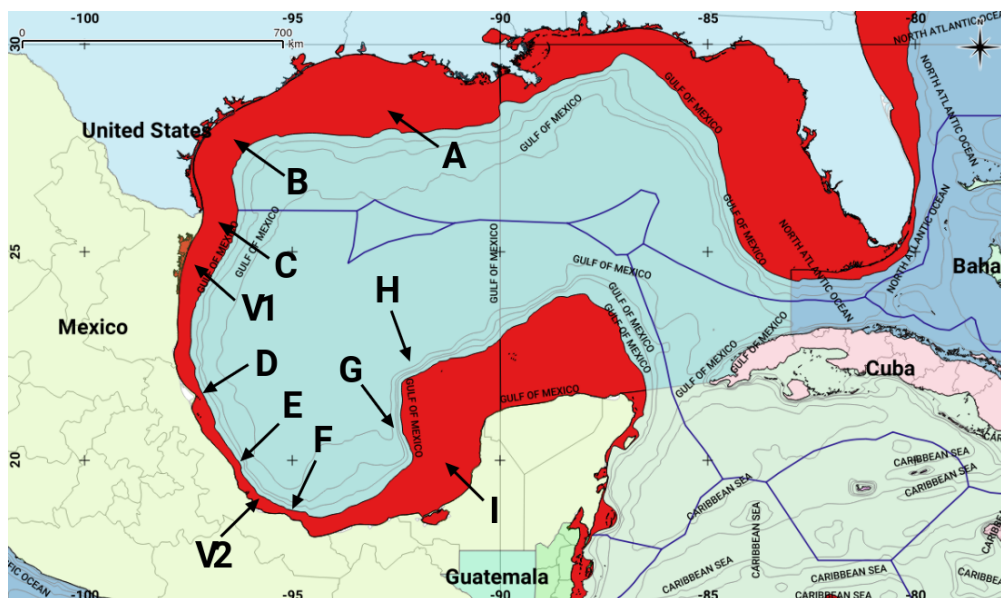 -100 -95 -90 -85 -80
30
0 700
km
NORTH ATLANTIC OCEAN
GULF OF MEXICO
GULF OF MEXICO
United States
A
B
NORTH ATLANTIC OCEAN
GULF OF MEXICO
GULF OF MEXICO
GULF OF MEXICO
GULF OF MEXICO
NORTH ATLANTIC OCEAN
NORTH ATLANTIC OCEAN
25
C
GULF OF MEXICO
GULF OF MEXICO
Baha
V1
H
Mexico
GULF OF MEXICO
GULF OF MEXICO
GULF OF MEXICO
GULF OF MEXICO
D
G
Cuba
GULF OF MEXICO
GULF OF MEXICO
E
F
20
I
CARIBBEAN SEA
CARIBBEAN SEA
CARIBBEAN SEA
CARIBBEAN SEA
V2
Guatemala
CARIBBEAN SEA
CARIBBEAN SEA
CARIBBEAN SEA
-100 -95 -90 -85 -80